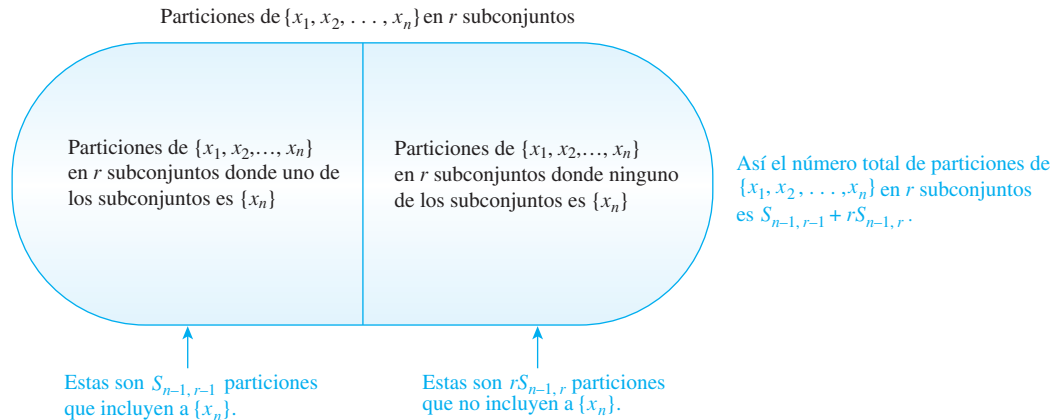 Particiones de {x₁, x₂, . . . , xₙ} en r subconjuntos
Particiones de {x₁, x₂,..., xₙ}
en r subconjuntos donde uno de
los subconjuntos es {xₙ}
Particiones de {x₁, x₂,..., xₙ}
en r subconjuntos donde ninguno
de los subconjuntos es {xₙ}
Así el número total de particiones de
{x₁, x₂ , . . . , xₙ} en r subconjuntos
es Sₙ₋₁, ᵣ₋₁ + rSₙ₋₁, ᵣ .
Estas son Sₙ₋₁, ᵣ₋₁ particiones
que incluyen a {xₙ}.
Estas son rSₙ₋₁, ᵣ particiones
que no incluyen a {xₙ}.